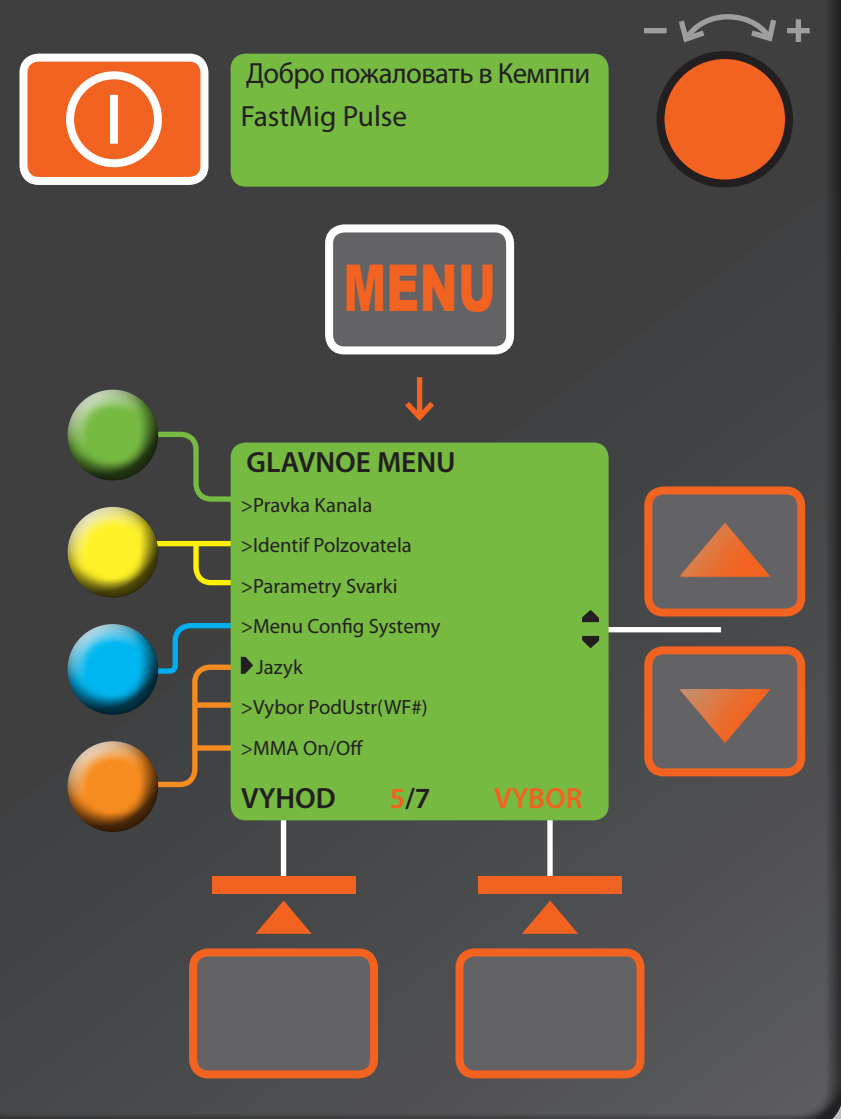 Добро пожаловать в Кемппи
FastMig Pulse
MENU
GLAVNOE MENU
>Pravka Kanala
>Identif Polzovatela
>Parametry Svarki
>Menu Config Systemy
Jazyk
>Vybor PodUstr(WF#)
>MMA On/Off
VYHOD 5/7 VYBOR